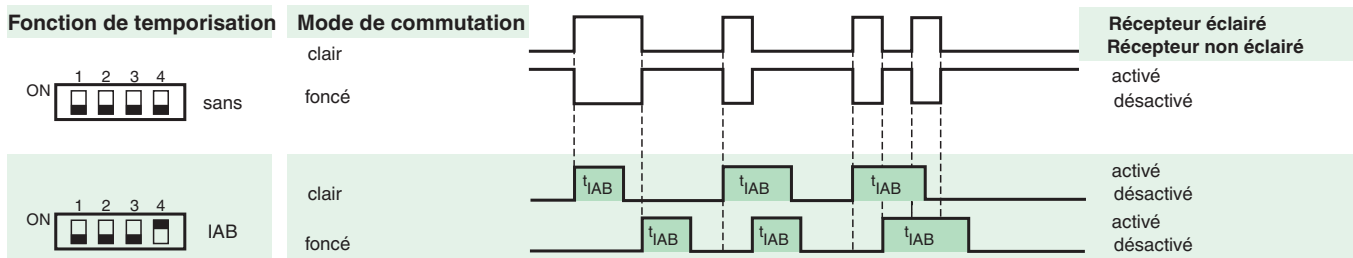 Fonction de temporisation
Mode de commutation
Récepteur éclairé
Récepteur non éclairé
clair
1 2 3 4
ON
sans
foncé
activé
désactivé
1 2 3 4
ON
IAB
clair
tIAB
tIAB
tIAB
activé
désactivé
foncé
tIAB
tIAB
tIAB
activé
désactivé